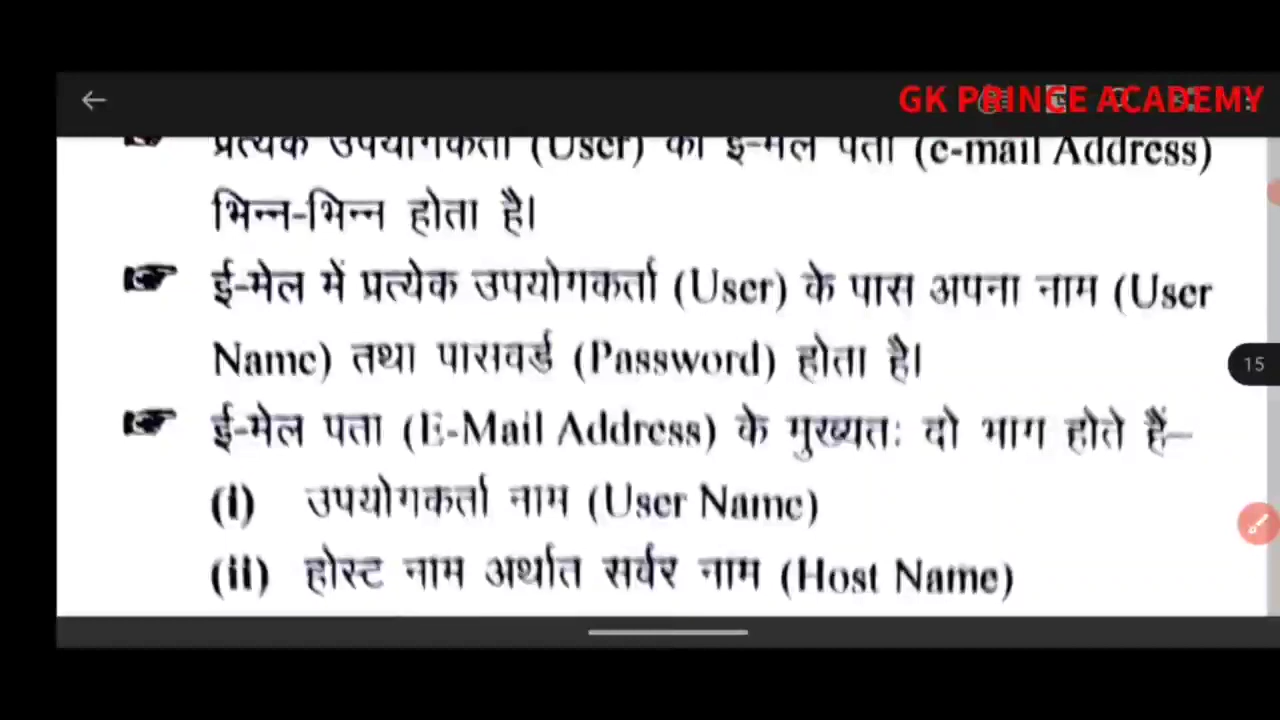 GK PRINCE ACADEMY
प्रत्येक उपयोगकर्ता (User) का ई-मेल पता (e-mail Address)
भिन्न-भिन्न होता है।
ई-मेल में प्रत्येक उपयोगकर्ता (User) के पास अपना नाम (User
Name) तथा पासवर्ड (Password) होता है।
15
ई-मेल पता (E-Mail Address) के मुख्यतः दो भाग होते हैं–
(i) उपयोगकर्ता नाम (User Name)
(ii) होस्ट नाम अर्थात सर्वर नाम (Host Name)